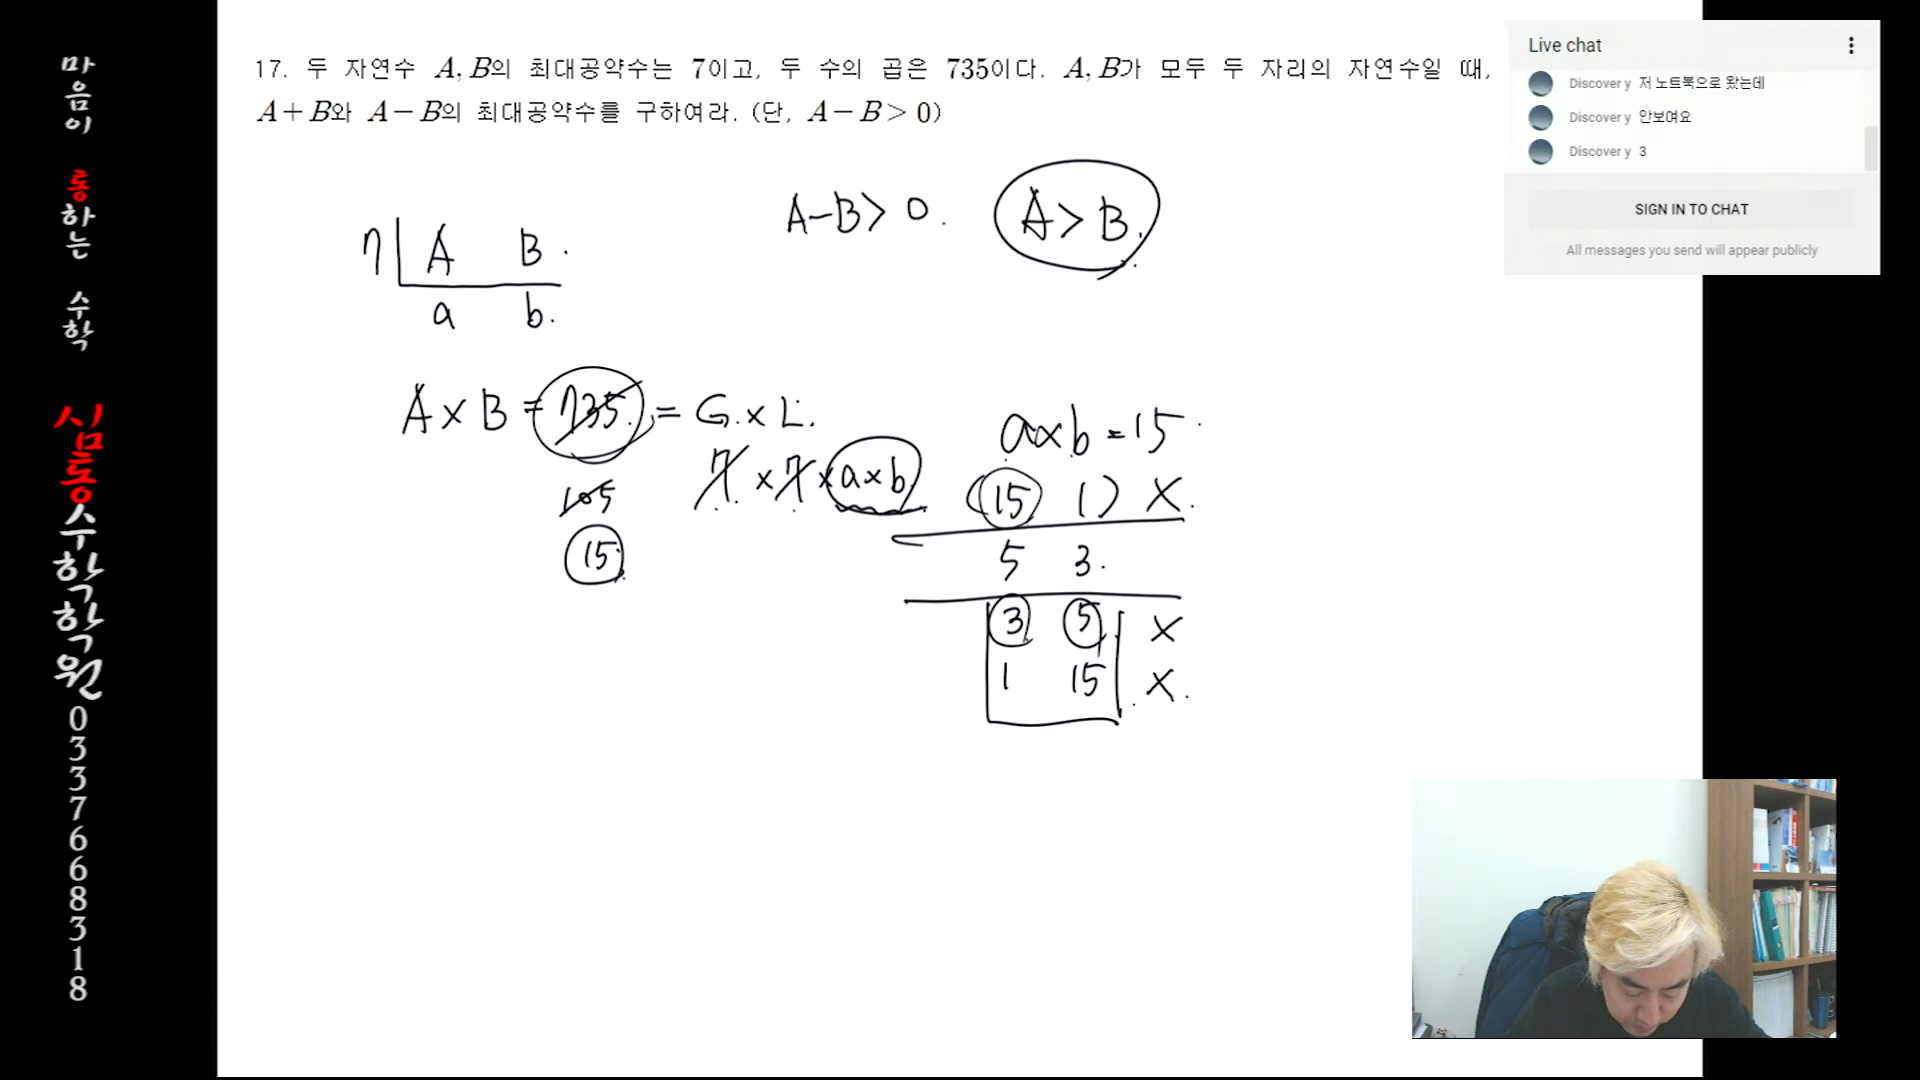 마음이 통하는 수학 심통수학학원 0337668318
17. 두 자연수 A, B의 최대공약수는 7이고, 두 수의 곱은 735이다. A, B가 모두 두 자리의 자연수일 때,
A+B와 A−B의 최대공약수를 구하여라. (단, A−B>0)
A−B> 0. A>B.
7 A B.
a b.
A×B = 735. = G.×L.
7 × 7 × a×b
105
15
a×b=15
(15 1) X.
5 3.
3 5 X
1 15 X.
Live chat
Discover y 저 노트북으로 왔는데
Discover y 안보여요
Discover y 3
SIGN IN TO CHAT
All messages you send will appear publicly